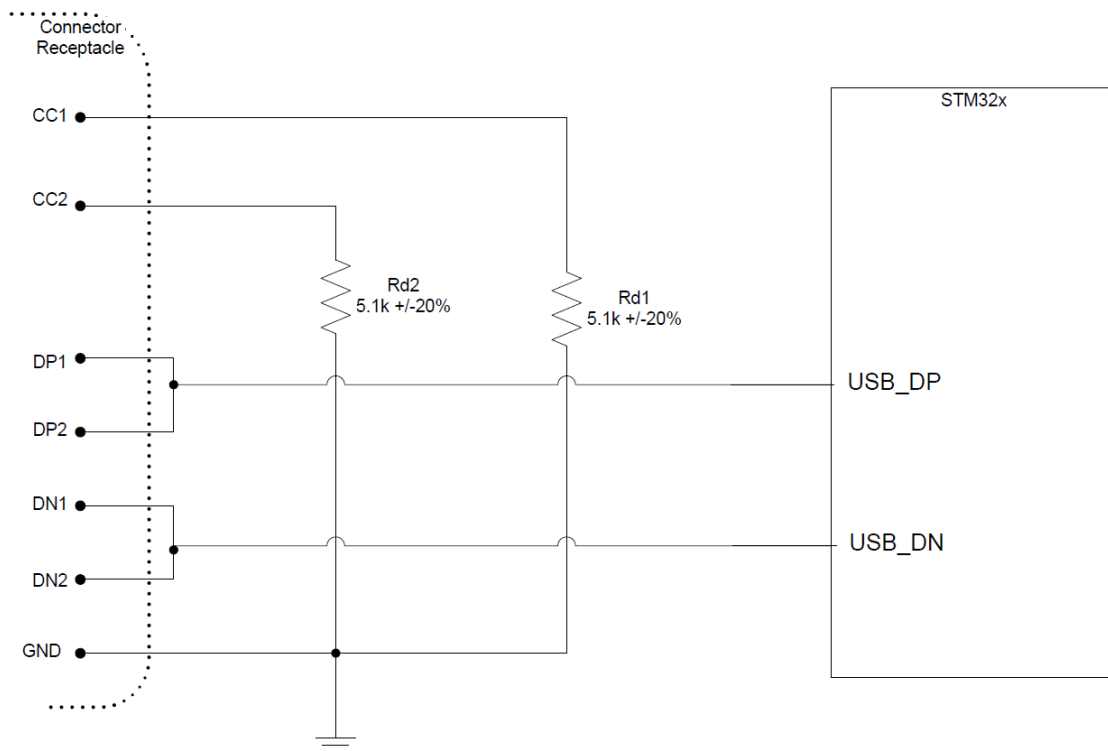 Connector
Receptacle
CC1
STM32x
CC2
Rd2
5.1k +/-20%
Rd1
5.1k +/-20%
DP1
USB_DP
DP2
DN1
USB_DN
DN2
GND